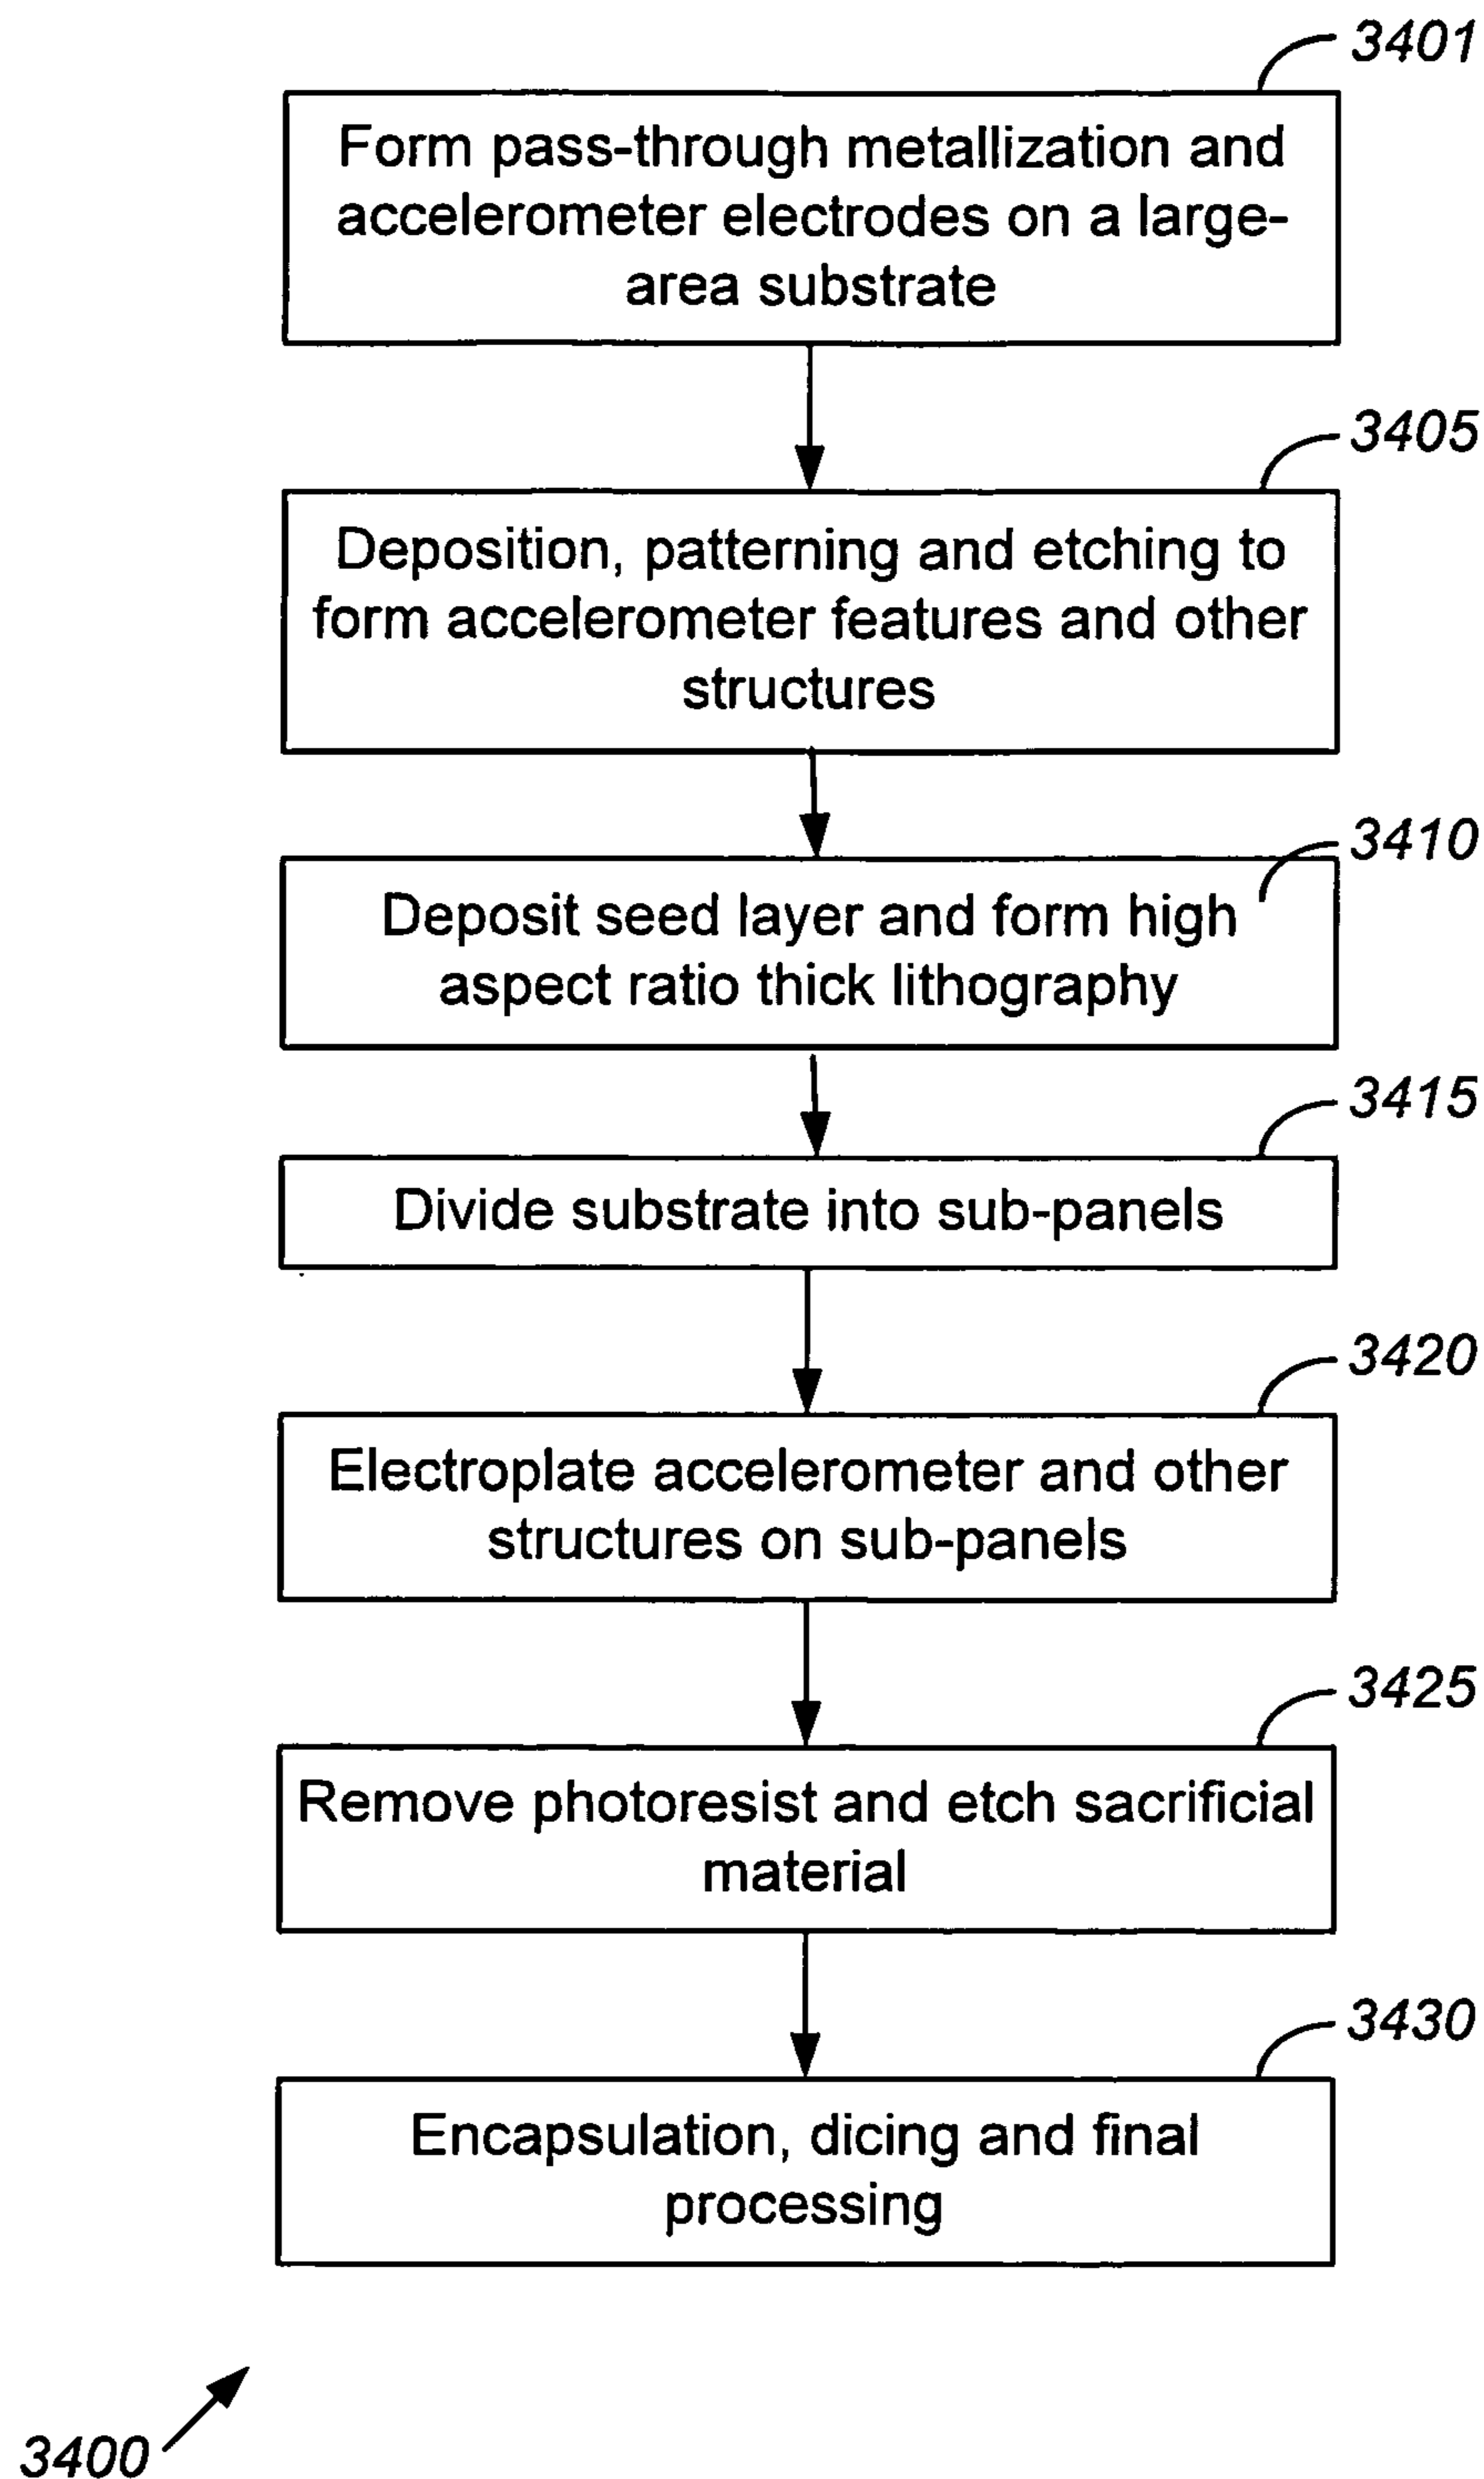 3401
Form pass-through metallization and
accelerometer electrodes on a large-
area substrate
3405
Deposition, patterning and etching to
form accelerometer features and other
structures
3410
Deposit seed layer and form high
aspect ratio thick lithography
3415
Divide substrate into sub-panels
3420
Electroplate accelerometer and other
structures on sub-panels
3425
Remove photoresist and etch sacrificial
material
3430
Encapsulation, dicing and final
processing
3400